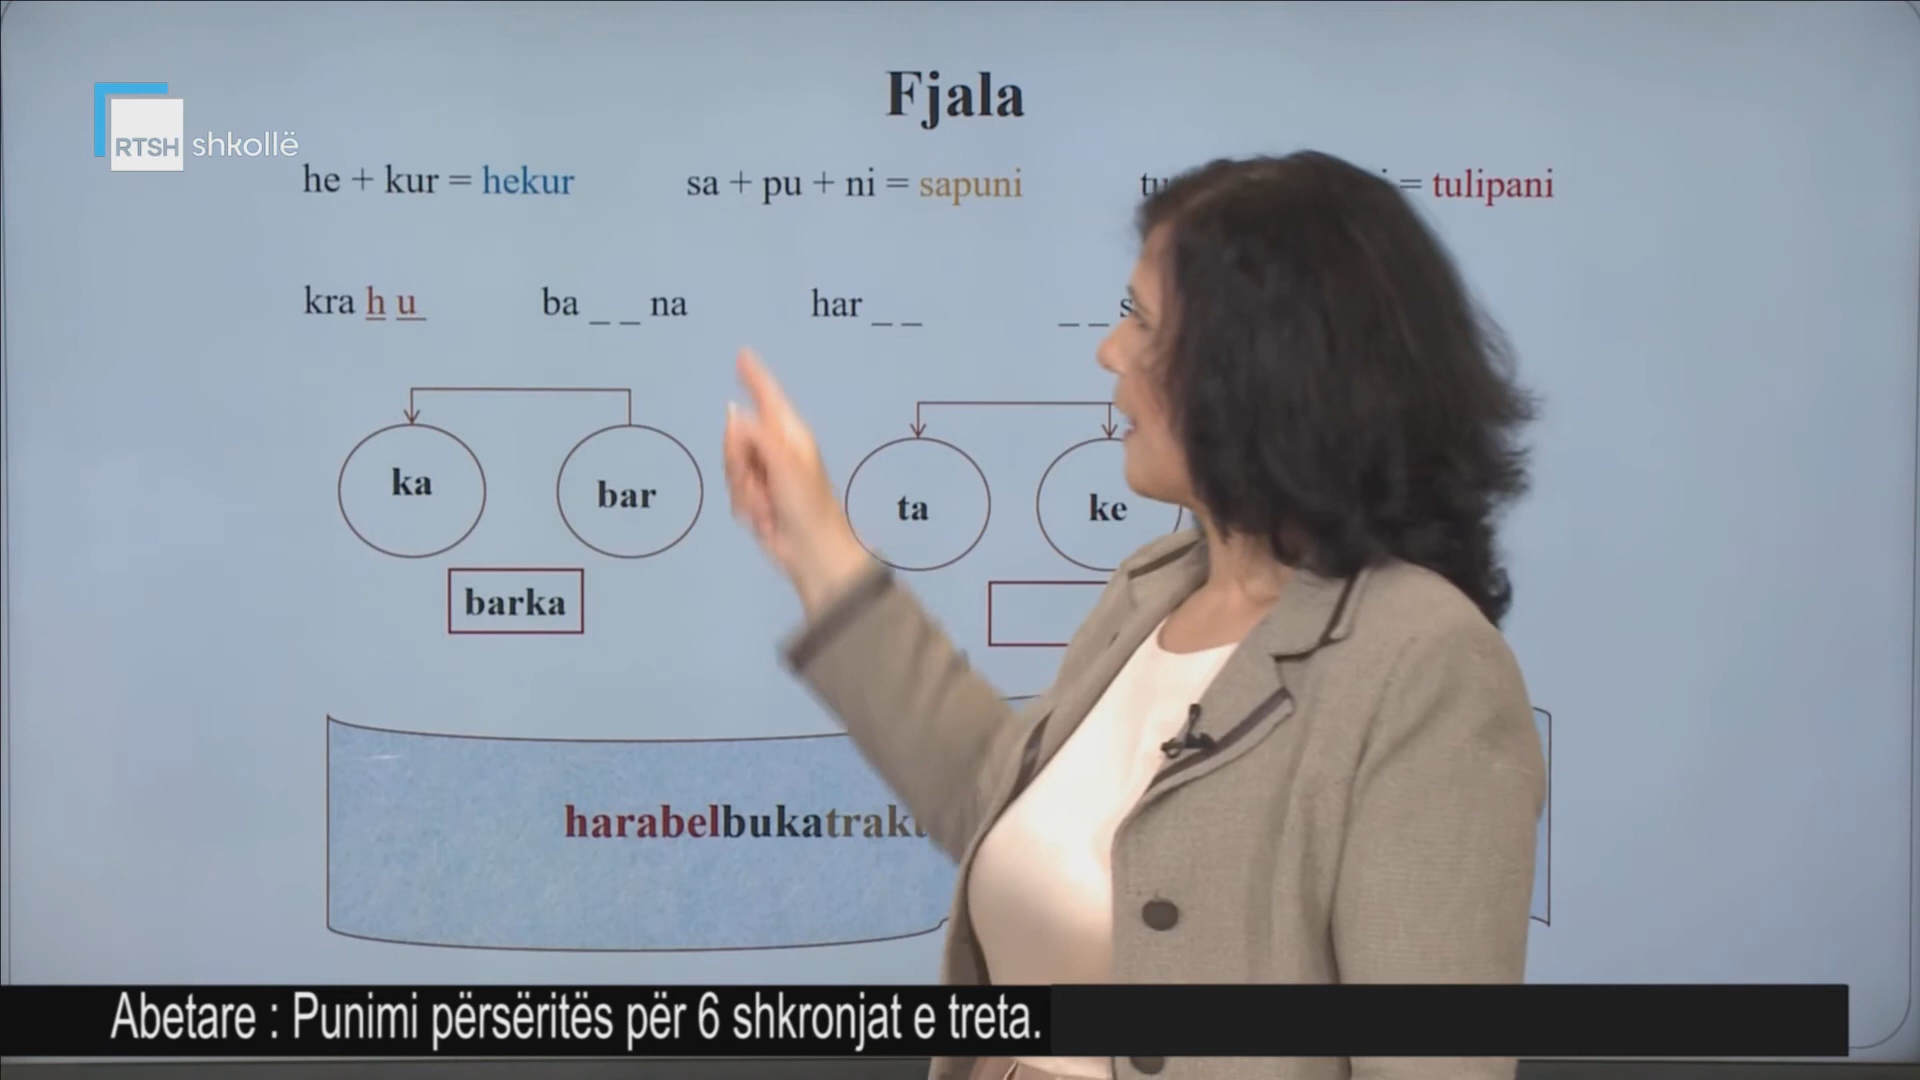 Fjala
RTSH shkollë
he + kur = hekur
sa + pu + ni = sapuni
= tulipani
kra h u
ba _ _ na
har _ _
ka
bar
ta
ke
barka
harabelbukatrak
Abetare : Punimi përsëritës për 6 shkronjat e treta.